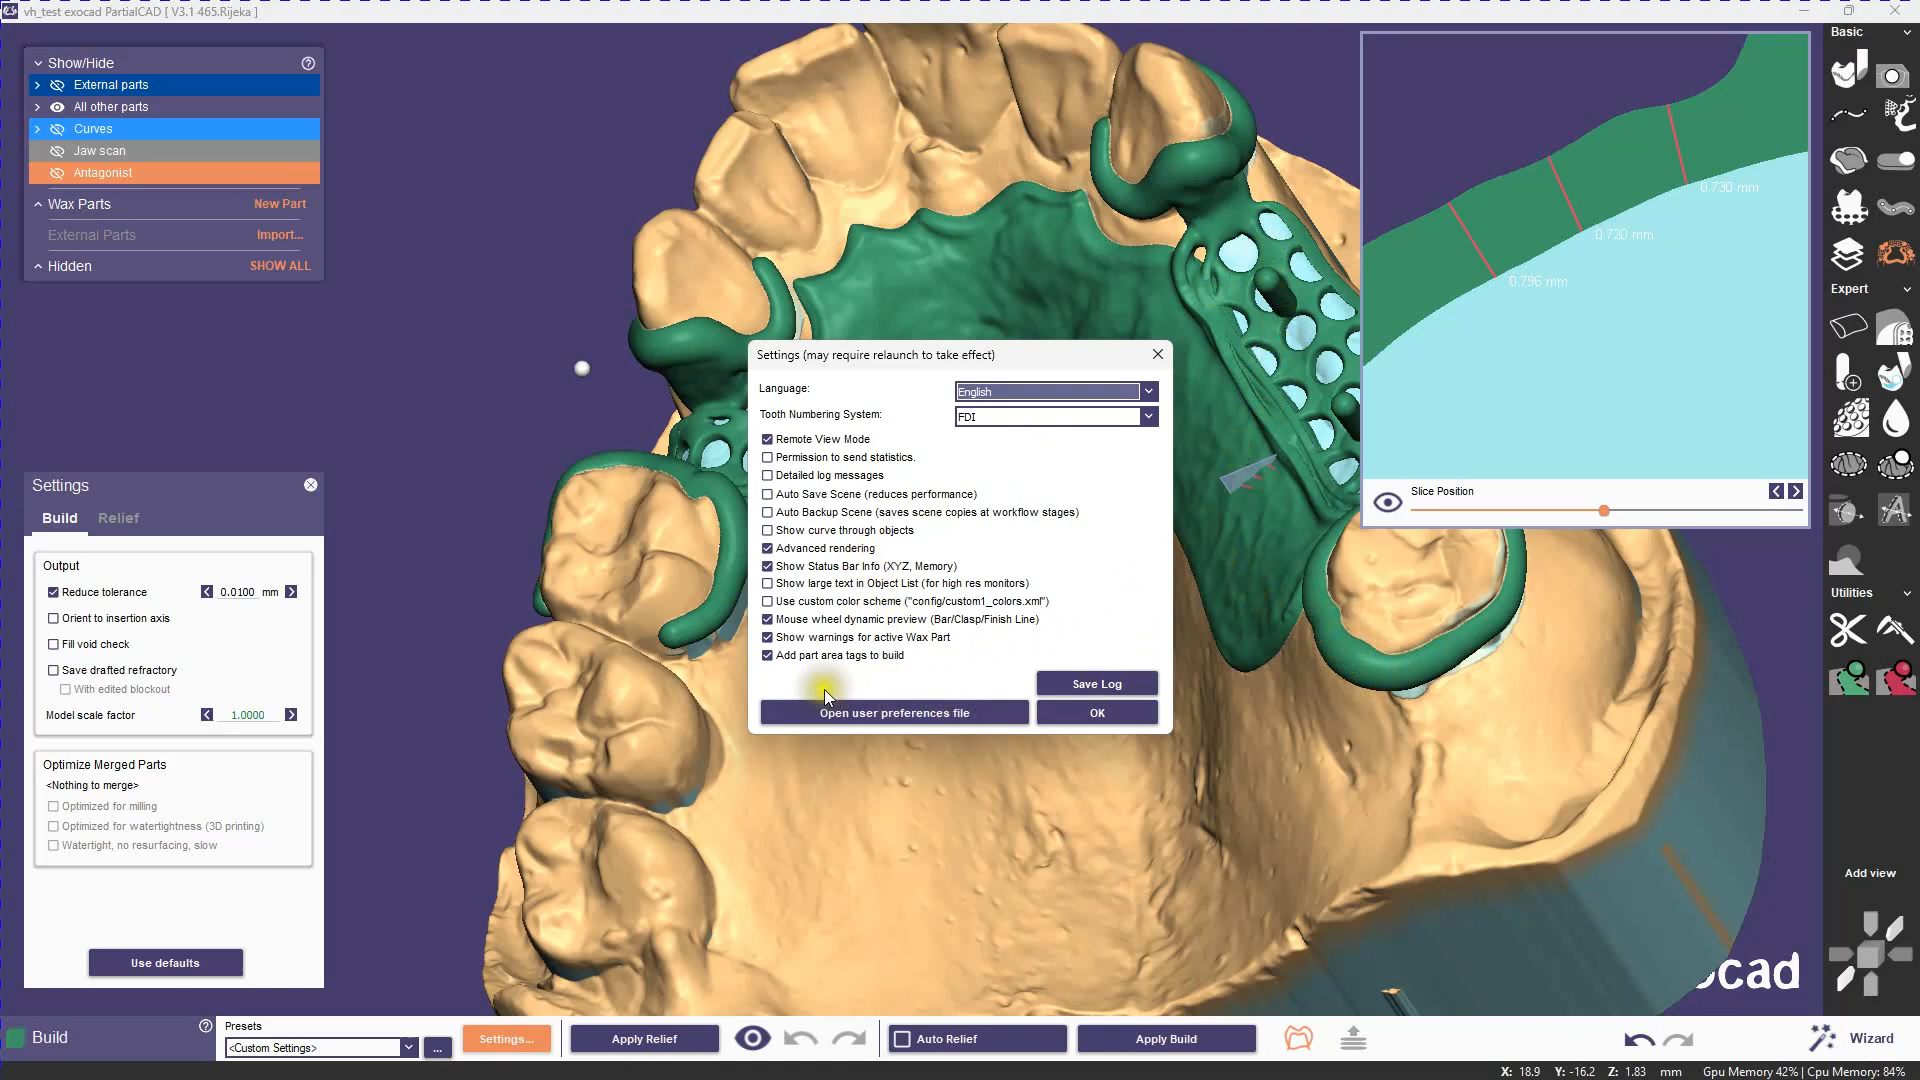 vh_test exocad PartialCAD [ V3.1 465.Rijeka ]
Show/Hide
External parts
All other parts
Curves
Jaw scan
Antagonist
Wax Parts New Part
External Parts Import...
Hidden SHOW ALL
Settings
Build Relief
Output
Reduce tolerance 0.0100 mm
Orient to insertion axis
Fill void check
Save drafted refractory
With edited blockout
Model scale factor 1.0000
Optimize Merged Parts
<Nothing to merge>
Optimized for milling
Optimized for watertightness (3D printing)
Watertight, no resurfacing, slow
Use defaults
Settings (may require relaunch to take effect)
Language: English
Tooth Numbering System: FDI
Remote View Mode
Permission to send statistics.
Detailed log messages
Auto Save Scene (reduces performance)
Auto Backup Scene (saves scene copies at workflow stages)
Show curve through objects
Advanced rendering
Show Status Bar Info (XYZ, Memory)
Show large text in Object List (for high res monitors)
Use custom color scheme ("config/custom1_colors.xml")
Mouse wheel dynamic preview (Bar/Clasp/Finish Line)
Show warnings for active Wax Part
Add part area tags to build
Save Log
Open user preferences file OK
0.730 mm
0.720 mm
0.795 mm
Slice Position
Basic
Expert
Utilities
Add view
cad
Build
Presets
<Custom Settings>
...
Settings...
Apply Relief
Auto Relief
Apply Build
Wizard
X: 18.9 Y: -16.2 Z: 1.83 mm Gpu Memory 42% | Cpu Memory: 84%